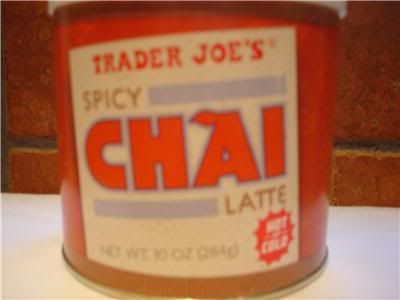 TRADER JOE'S®
SPICY
CHAI
LATTE
HOT
COLD
NET WT. 10 OZ (284g)